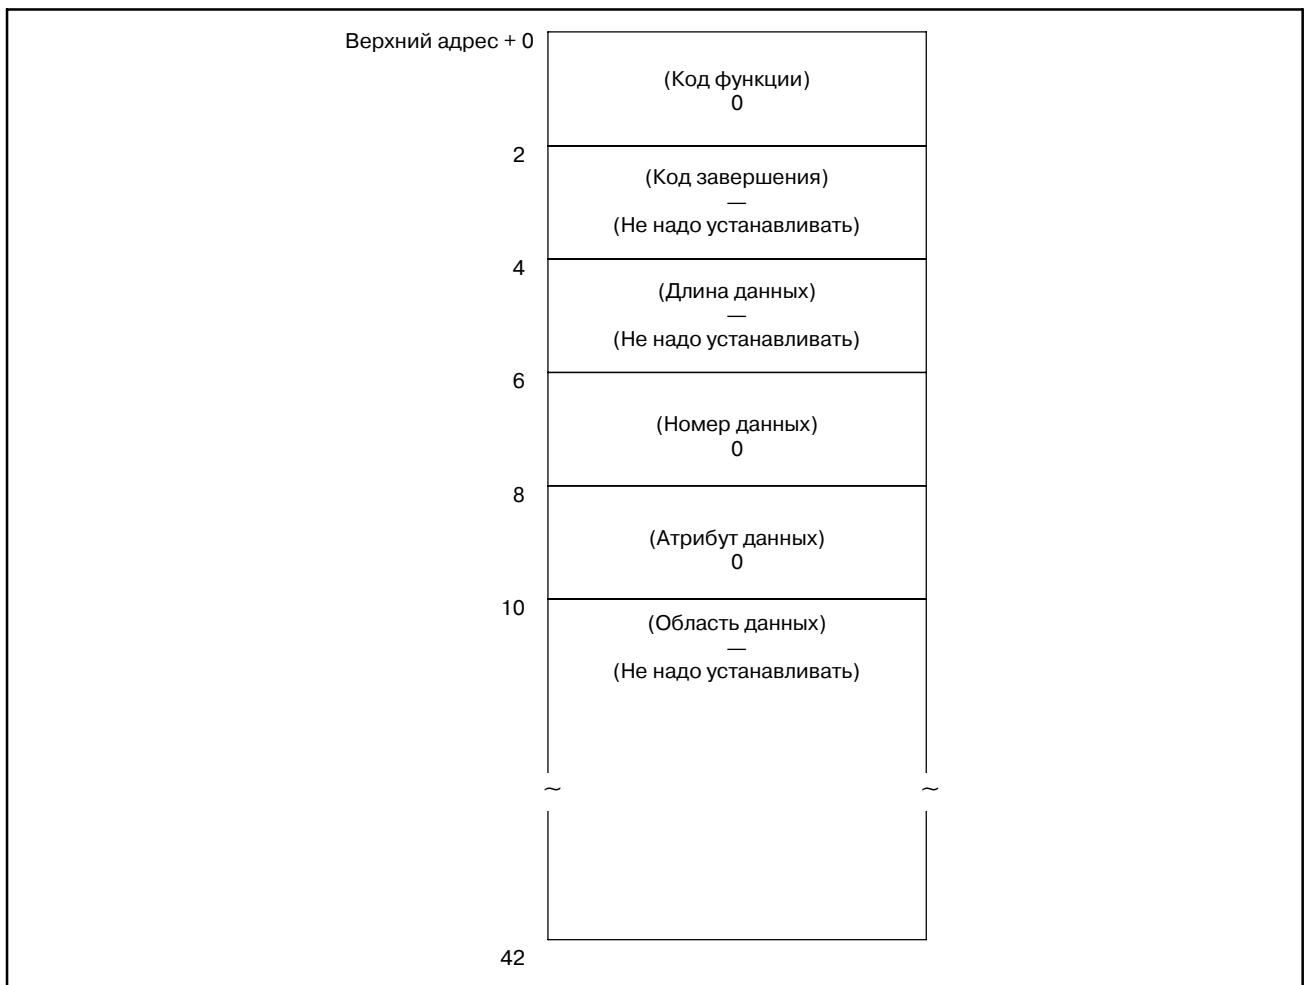 Верхний адрес + 0
(Код функции)
0
2
(Код завершения)
—
(Не надо устанавливать)
4
(Длина данных)
—
(Не надо устанавливать)
6
(Номер данных)
0
8
(Атрибут данных)
0
10
(Область данных)
—
(Не надо устанавливать)
~ ~
42